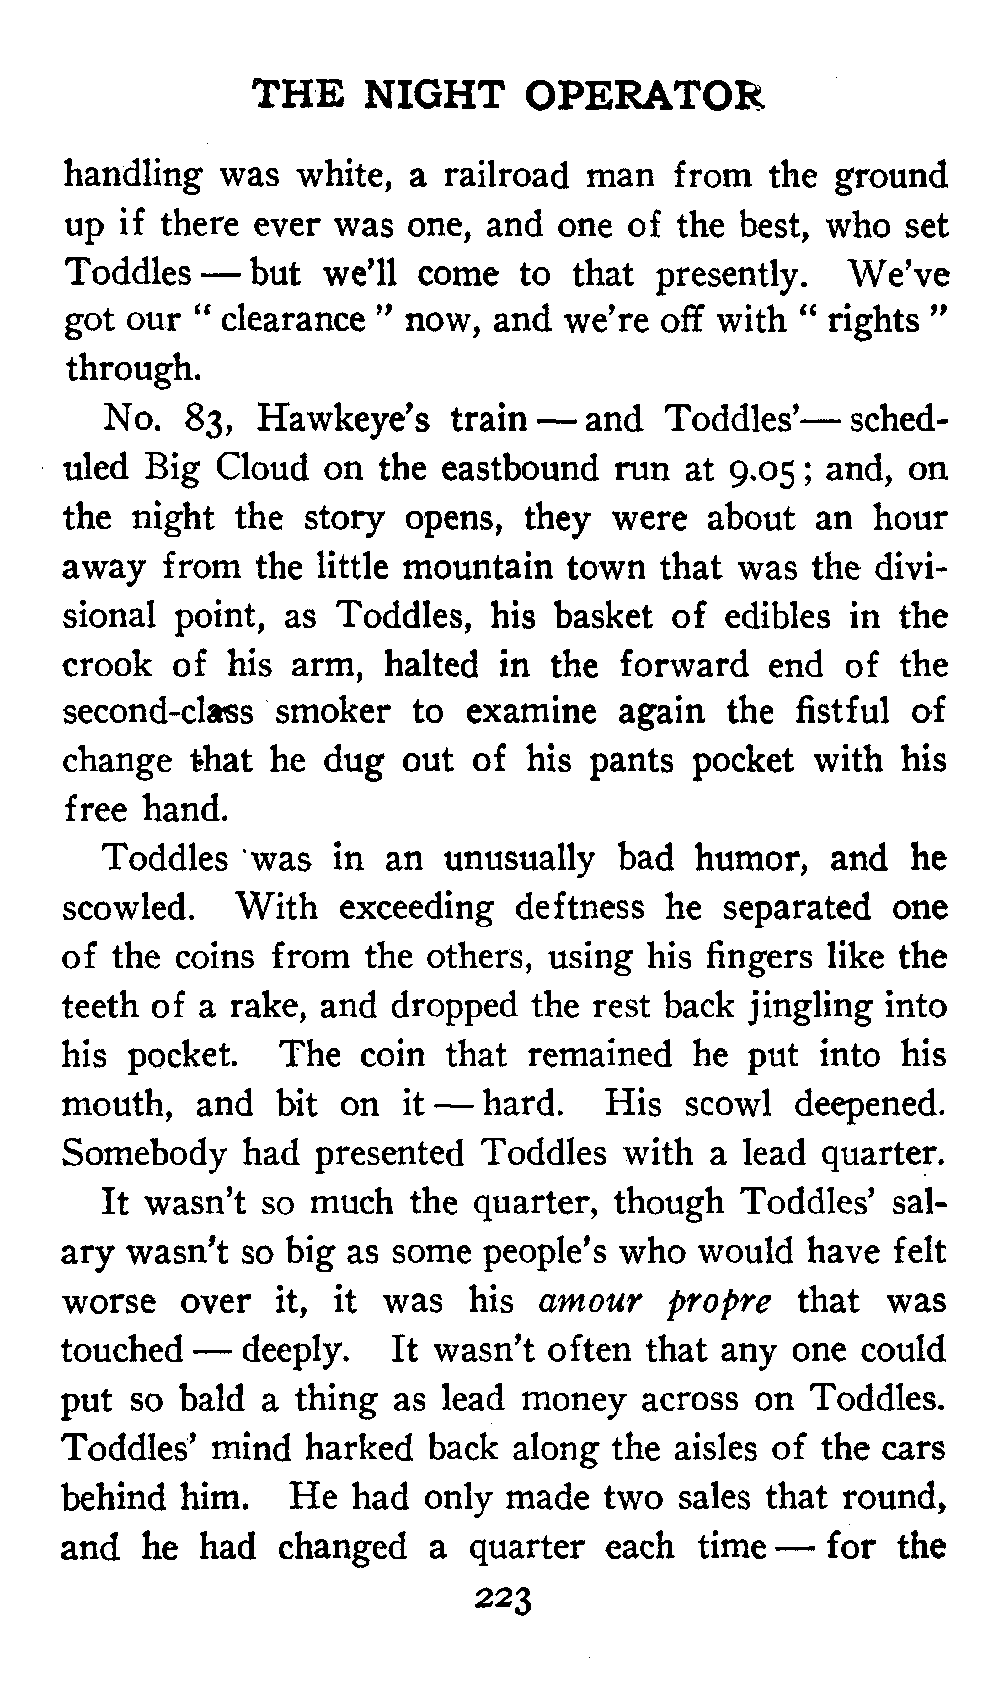 THE NIGHT OPERATOR
handling was white, a railroad man from the ground
up if there ever was one, and one of the best, who set
Toddles — but we'll come to that presently. We've
got our " clearance " now, and we're off with " rights "
through.
No. 83, Hawkeye's train — and Toddles'— sched-
uled Big Cloud on the eastbound run at 9.05; and, on
the night the story opens, they were about an hour
away from the little mountain town that was the divi-
sional point, as Toddles, his basket of edibles in the
crook of his arm, halted in the forward end of the
second-class smoker to examine again the fistful of
change that he dug out of his pants pocket with his
free hand.
Toddles was in an unusually bad humor, and he
scowled. With exceeding deftness he separated one
of the coins from the others, using his fingers like the
teeth of a rake, and dropped the rest back jingling into
his pocket. The coin that remained he put into his
mouth, and bit on it — hard. His scowl deepened.
Somebody had presented Toddles with a lead quarter.
It wasn't so much the quarter, though Toddles' sal-
ary wasn't so big as some people's who would have felt
worse over it, it was his amour propre that was
touched — deeply. It wasn't often that any one could
put so bald a thing as lead money across on Toddles.
Toddles' mind harked back along the aisles of the cars
behind him. He had only made two sales that round,
and he had changed a quarter each time — for the
223